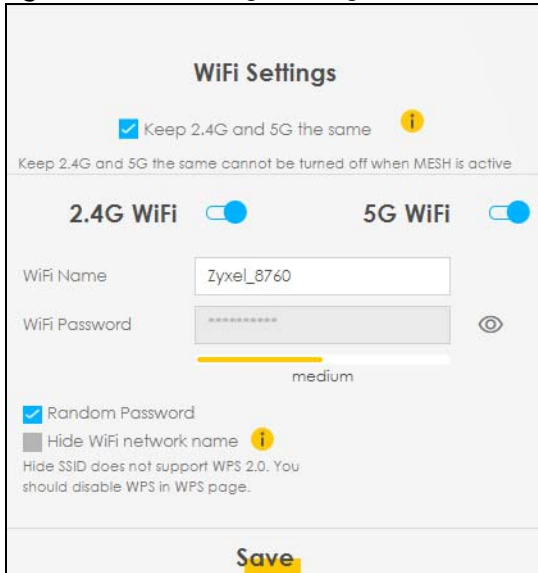 WiFi Settings
Keep 2.4G and 5G the same i
Keep 2.4G and 5G the same cannot be turned off when MESH is active
2.4G WiFi 5G WiFi
WiFi Name Zyxel_8760
WiFi Password **********
medium
Random Password
Hide WiFi network name i
Hide SSID does not support WPS 2.0. You
should disable WPS in WPS page.
Save